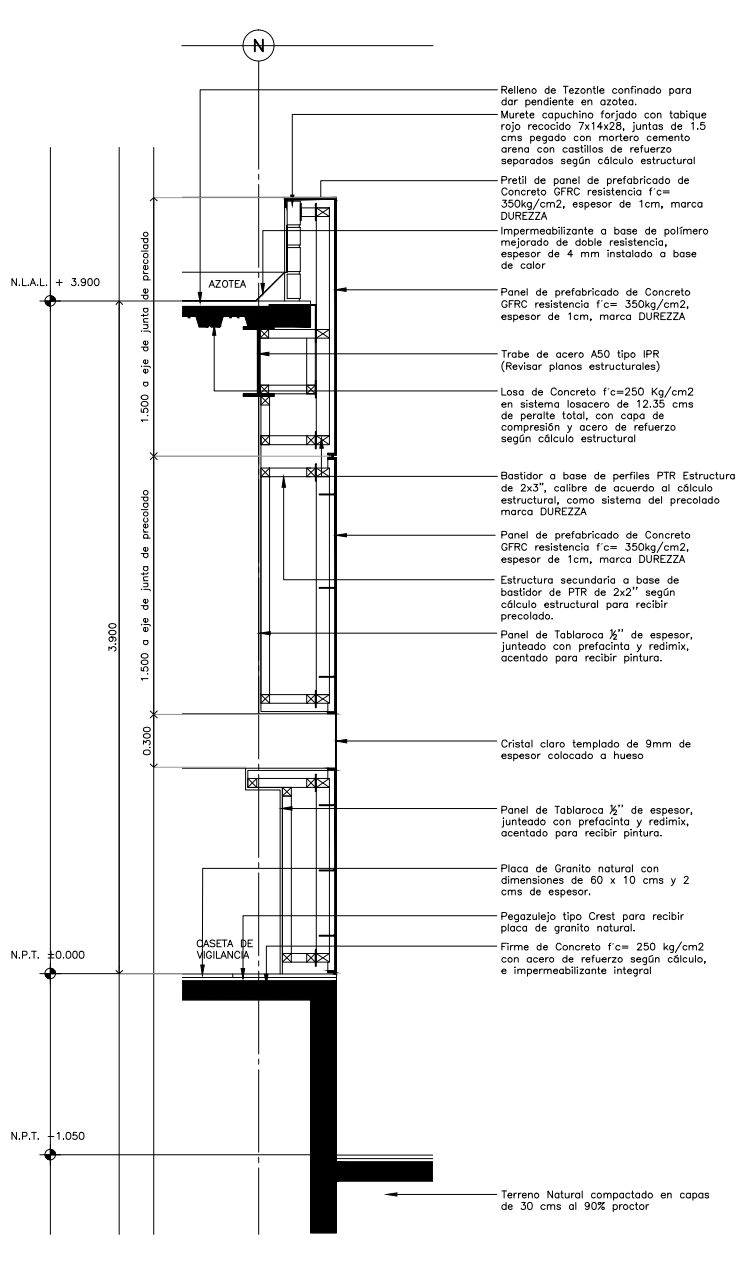 N
Relleno de Tezontle confinado para
dar pendiente en azotea.
Murete capuchino forjado con tabique
rojo recocido 7x14x28, juntas de 1.5
cms pegado con mortero cemento
arena con castillos de refuerzo
separados según cálculo estructural
Pretil de panel de prefabricado de
Concreto GFRC resistencia f'c=
350kg/cm2, espesor de 1cm, marca
DUREZZA
Impermeabilizante a base de polímero
mejorado de doble resistencia,
espesor de 4 mm instalado a base
de calor
N.L.A.L. + 3.900
AZOTEA
1.500 a eje de junta de precolado
Panel de prefabricado de Concreto
GFRC resistencia f'c= 350kg/cm2,
espesor de 1cm, marca DUREZZA
Trabe de acero A50 tipo IPR
(Revisar planos estructurales)
Losa de Concreto f'c=250 Kg/cm2
en sistema losacero de 12.35 cms
de peralte total, con capa de
compresión y acero de refuerzo
según cálculo estructural
Bastidor a base de perfiles PTR Estructura
de 2x3", calibre de acuerdo al cálculo
estructural, como sistema del precolado
marca DUREZZA
1.500 a eje de junta de precolado
Panel de prefabricado de Concreto
GFRC resistencia f'c= 350kg/cm2,
espesor de 1cm, marca DUREZZA
Estructura secundaria a base de
bastidor de PTR de 2x2" según
cálculo estructural para recibir
precolado.
3.900
Panel de Tablaroca ½" de espesor,
junteado con prefacinta y redimix,
acentado para recibir pintura.
0.300
Cristal claro templado de 9mm de
espesor colocado a hueso
Panel de Tablaroca ½" de espesor,
junteado con prefacinta y redimix,
acentado para recibir pintura.
Placa de Granito natural con
dimensiones de 60 x 10 cms y 2
cms de espesor.
Pegazulejo tipo Crest para recibir
placa de granito natural.
N.P.T. ±0.000
CASETA DE
VIGILANCIA
Firme de Concreto f'c= 250 kg/cm2
con acero de refuerzo según cálculo,
e impermeabilizante integral
N.P.T. -1.050
Terreno Natural compactado en capas
de 30 cms al 90% proctor